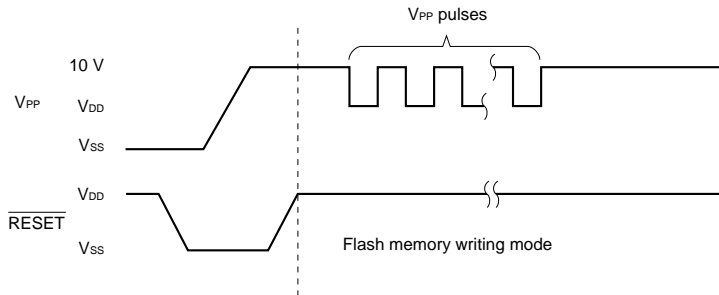 VPP pulses
10 V
VPP
VDD
VSS
VDD
RESET
VSS
Flash memory writing mode